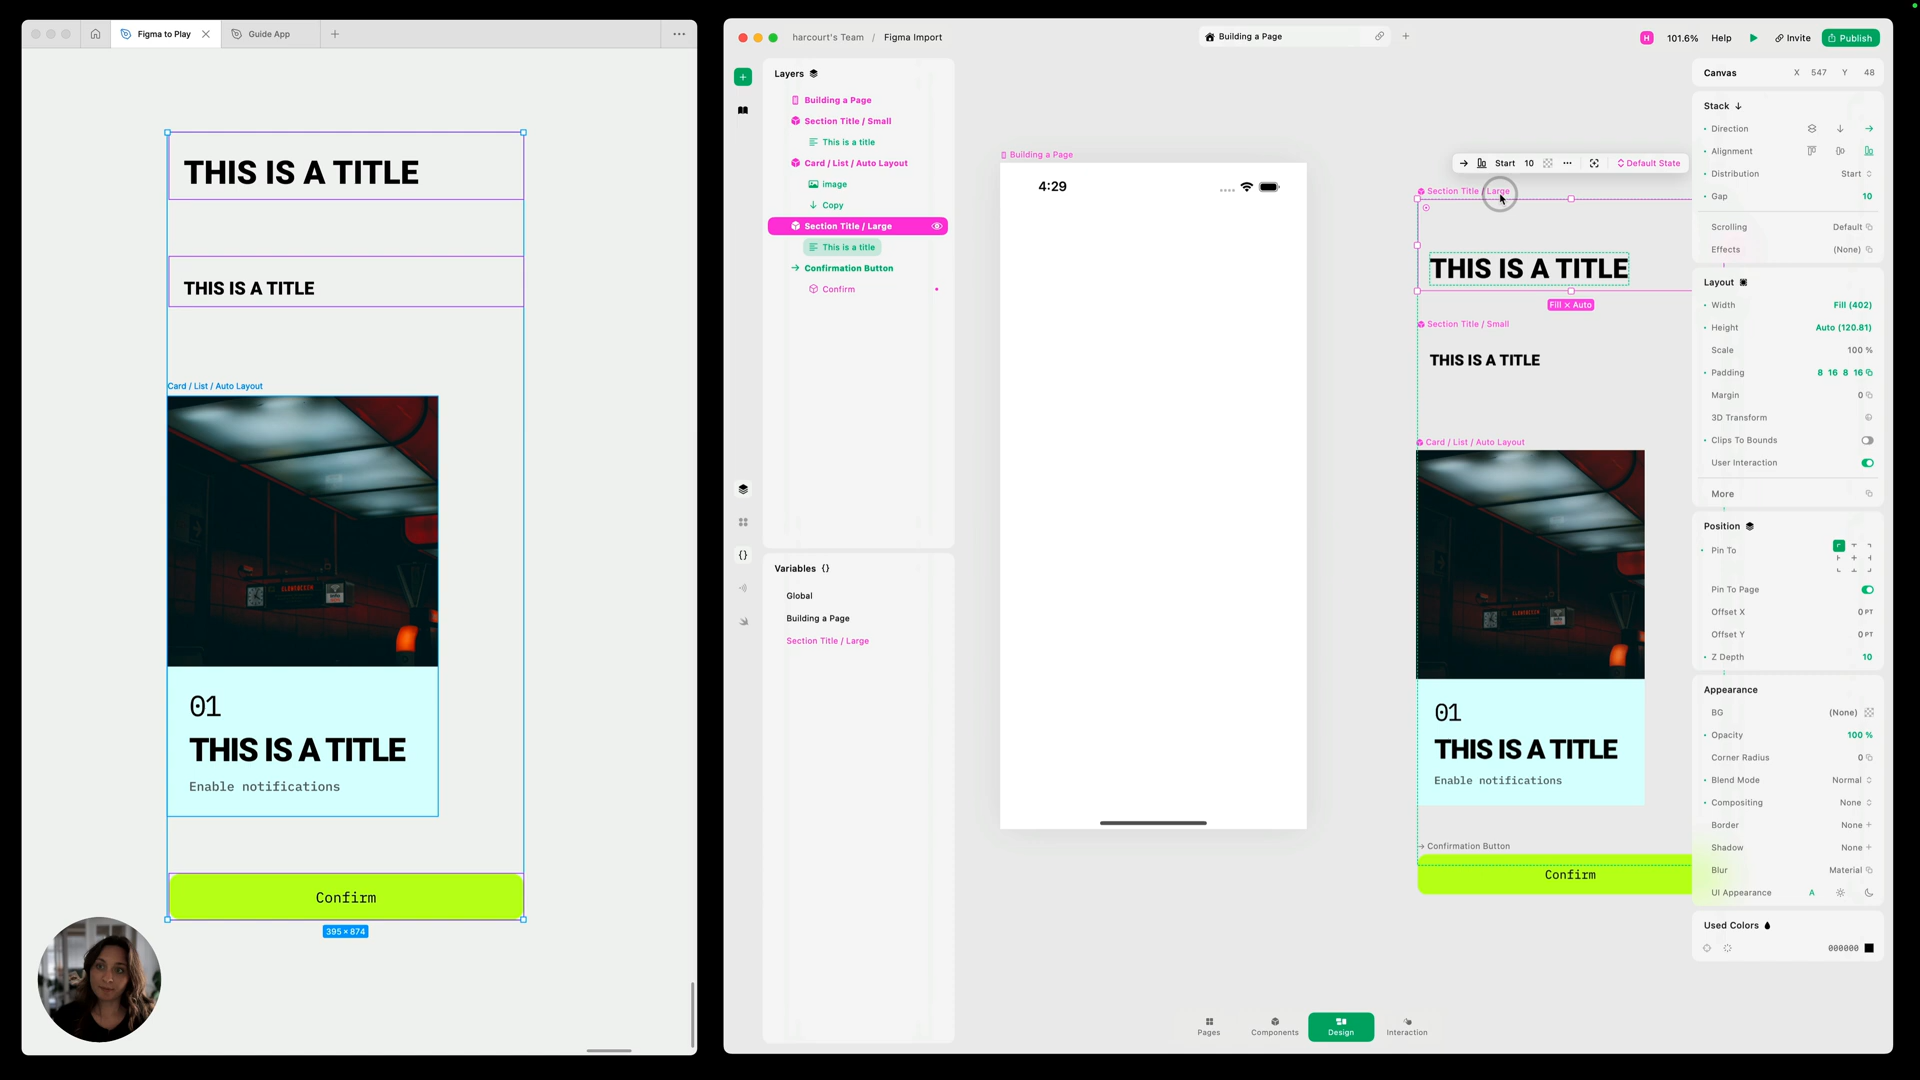 Figma to Play
Guide App
THIS IS A TITLE
THIS IS A TITLE
Card / List / Auto Layout
01
THIS IS A TITLE
Enable notifications
Confirm
395 × 874
harcourt's Team / Figma Import
Building a Page
H
101.6%
Help
Invite
Publish
Layers
Building a Page
Section Title / Small
This is a title
Card / List / Auto Layout
image
Copy
Section Title / Large
This is a title
Confirmation Button
Confirm
Variables {}
Global
Building a Page
Section Title / Large
Building a Page
4:29
Start 10
Default State
Section Title / Large
THIS IS A TITLE
Fill × Auto
Section Title / Small
THIS IS A TITLE
Card / List / Auto Layout
01
THIS IS A TITLE
Enable notifications
Confirmation Button
Confirm
Pages
Components
Design
Interaction
Canvas X 547 Y 48
Stack
Direction
Alignment
Distribution Start
Gap 10
Scrolling Default
Effects (None)
Layout
Width Fill (402)
Height Auto (120.81)
Scale 100 %
Padding 8 16 8 16
Margin 0
3D Transform
Clips To Bounds
User Interaction
More
Position
Pin To
Pin To Page
Offset X 0 PT
Offset Y 0 PT
Z Depth 10
Appearance
BG (None)
Opacity 100 %
Corner Radius 0
Blend Mode Normal
Compositing None
Border None +
Shadow None +
Blur Material
UI Appearance A
Used Colors
000000